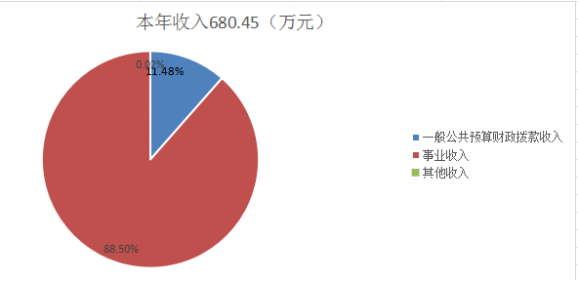 本年收入680.45（万元）
0.02%
11.48%
88.50%
一般公共预算财政拨款收入
事业收入
其他收入